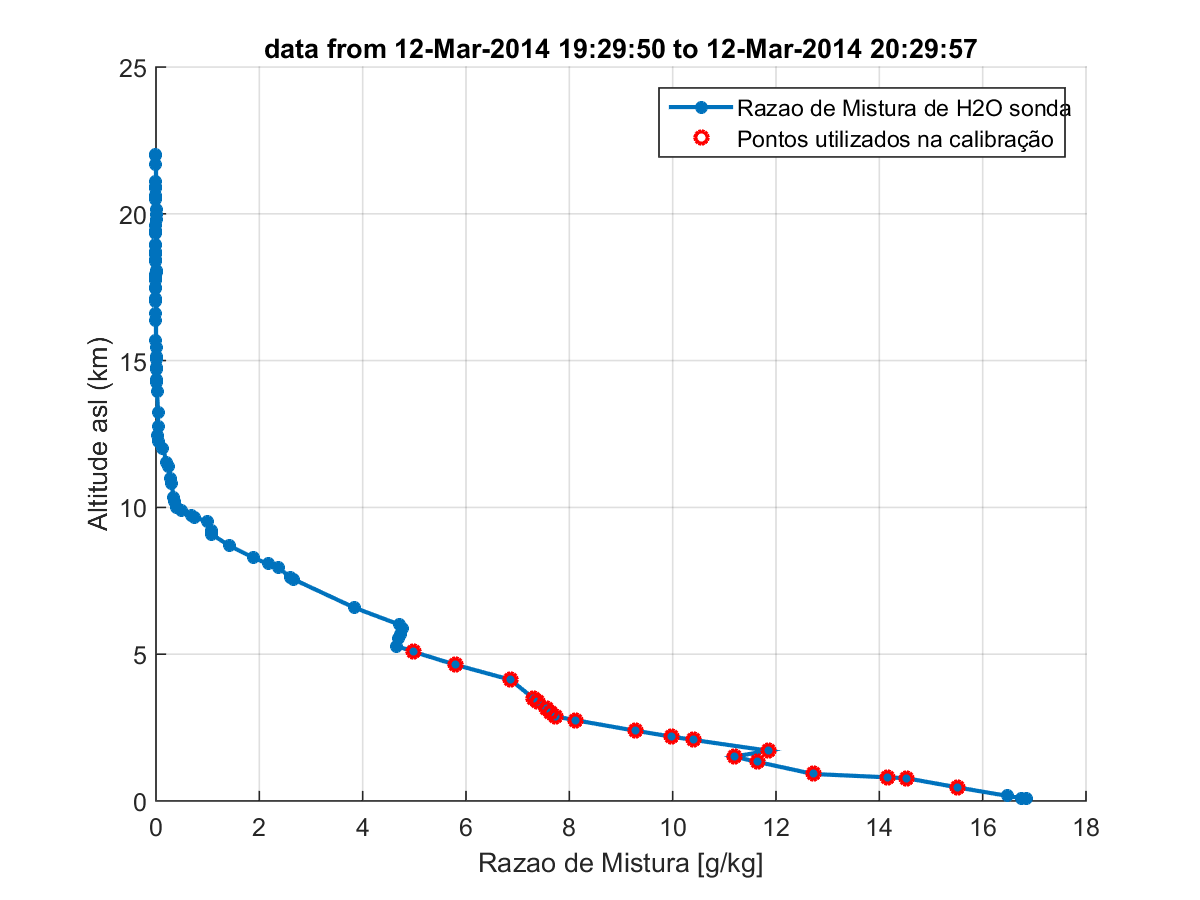 data from 12-Mar-2014 19:29:50 to 12-Mar-2014 20:29:57
Razao de Mistura de H2O sonda
Pontos utilizados na calibração
Altitude asl (km)
25
20
15
10
5
0
0 2 4 6 8 10 12 14 16 18
Razao de Mistura [g/kg]